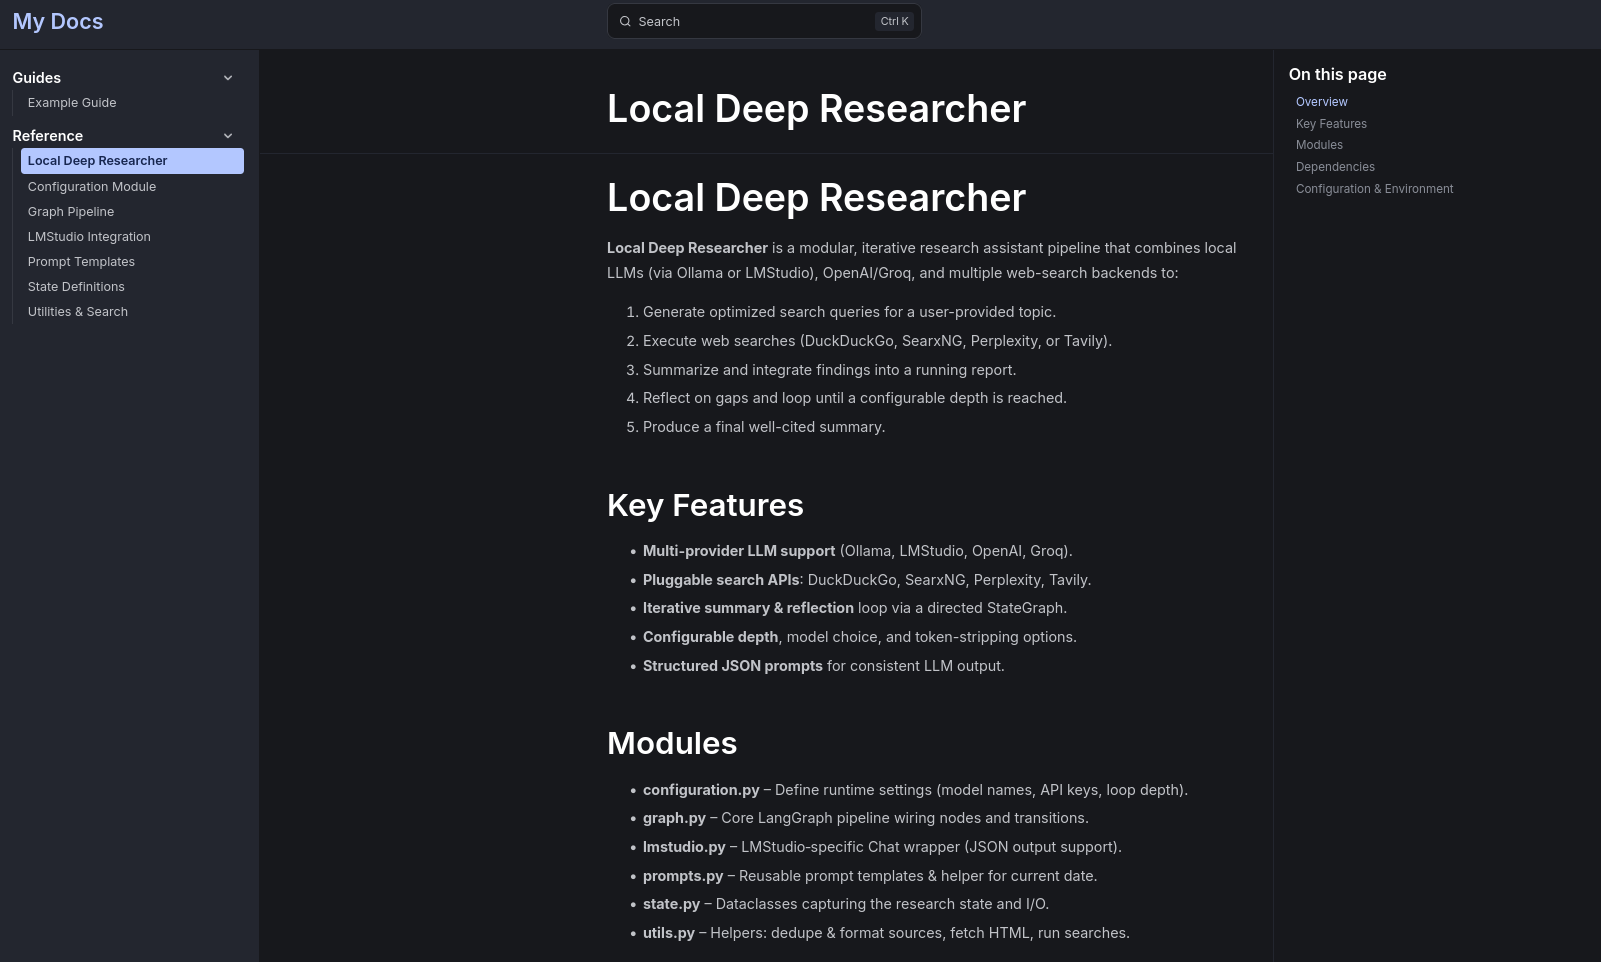 My Docs
Search
Ctrl K
Guides
Example Guide
Reference
Local Deep Researcher
Configuration Module
Graph Pipeline
LMStudio Integration
Prompt Templates
State Definitions
Utilities & Search
Local Deep Researcher
Local Deep Researcher
Local Deep Researcher is a modular, iterative research assistant pipeline that combines local
LLMs (via Ollama or LMStudio), OpenAI/Groq, and multiple web-search backends to:
1. Generate optimized search queries for a user-provided topic.
2. Execute web searches (DuckDuckGo, SearxNG, Perplexity, or Tavily).
3. Summarize and integrate findings into a running report.
4. Reflect on gaps and loop until a configurable depth is reached.
5. Produce a final well-cited summary.
Key Features
• Multi-provider LLM support (Ollama, LMStudio, OpenAI, Groq).
• Pluggable search APIs: DuckDuckGo, SearxNG, Perplexity, Tavily.
• Iterative summary & reflection loop via a directed StateGraph.
• Configurable depth, model choice, and token-stripping options.
• Structured JSON prompts for consistent LLM output.
Modules
• configuration.py – Define runtime settings (model names, API keys, loop depth).
• graph.py – Core LangGraph pipeline wiring nodes and transitions.
• lmstudio.py – LMStudio-specific Chat wrapper (JSON output support).
• prompts.py – Reusable prompt templates & helper for current date.
• state.py – Dataclasses capturing the research state and I/O.
• utils.py – Helpers: dedupe & format sources, fetch HTML, run searches.
On this page
Overview
Key Features
Modules
Dependencies
Configuration & Environment